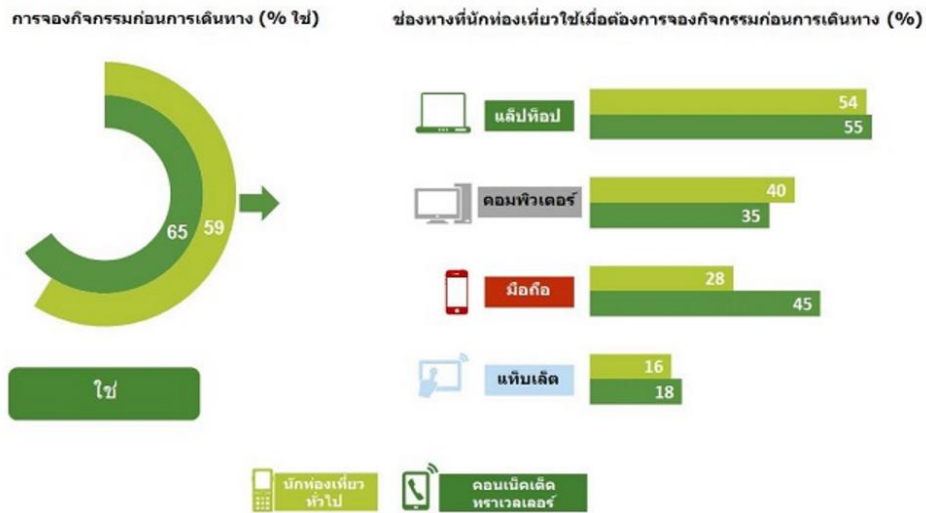 การจองกิจกรรมก่อนการเดินทาง (% ใช่)
ช่องทางที่นักท่องเที่ยวใช้เมื่อต้องการจองกิจกรรมก่อนการเดินทาง (%)
65 59
ใช่
แล็ปท็อป
54
55
คอมพิวเตอร์
40
35
มือถือ
28
45
แท็บเล็ต
16
18
นักท่องเที่ยว
ทั่วไป
คอนเน็คเต็ด
ทราเวลเลอร์